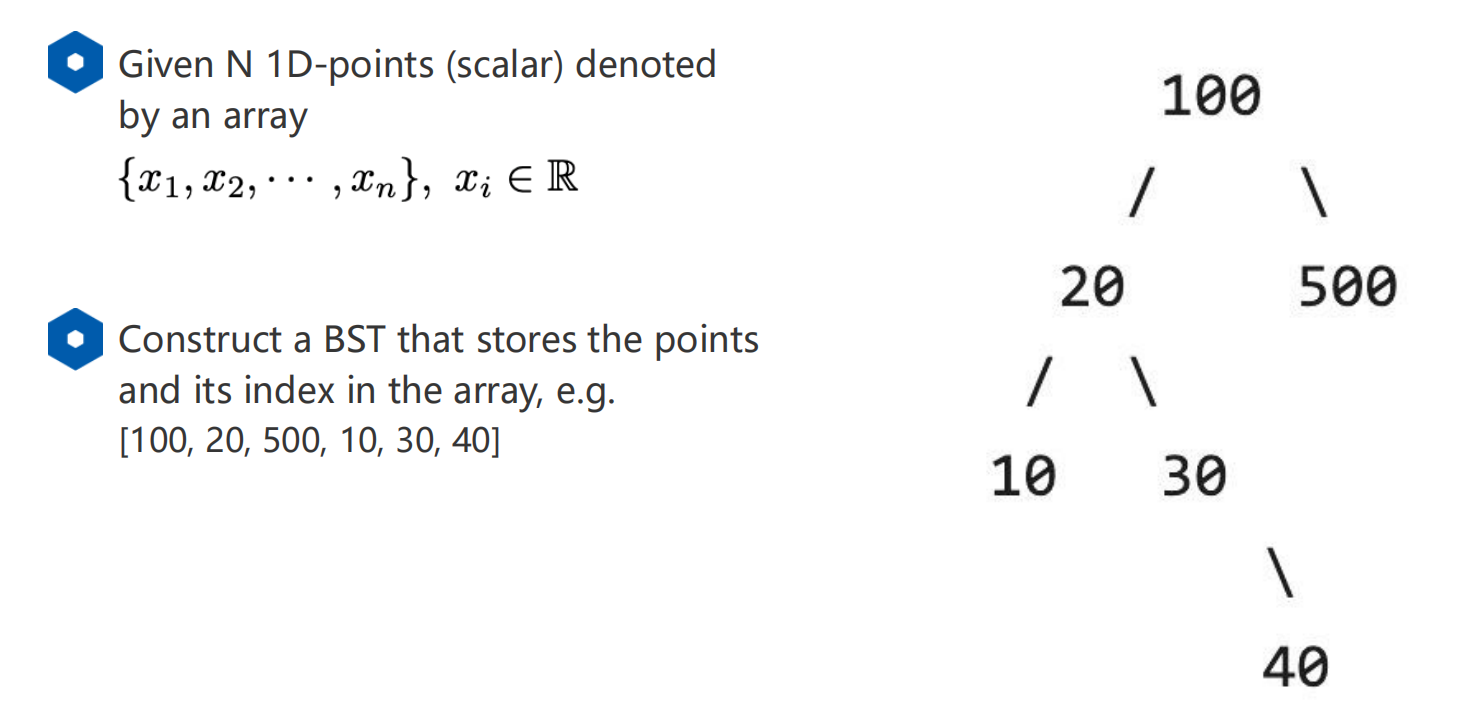 Given N 1D-points (scalar) denoted
by an array
{x₁, x₂, ··· , xₙ}, xᵢ ∈ ℝ
Construct a BST that stores the points
and its index in the array, e.g.
[100, 20, 500, 10, 30, 40]
100
/ \
20 500
/ \
10 30
\
40